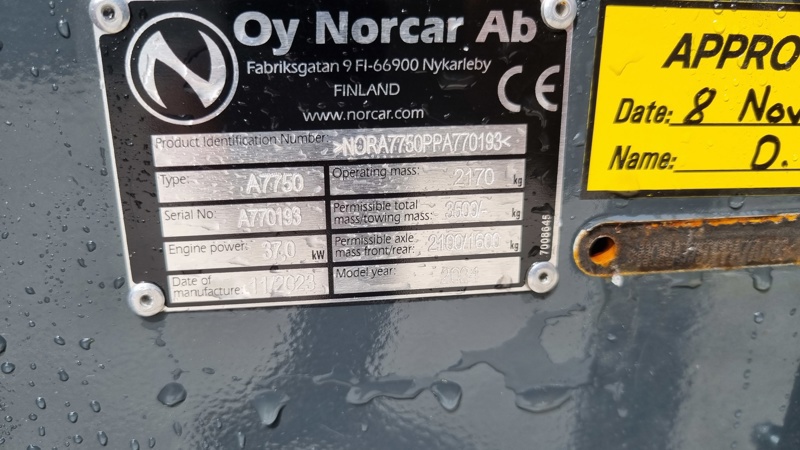 Oy Norcar Ab
Fabriksgatan 9 FI-66900 Nykarleby
FINLAND
www.norcar.com
CE
Product Identification Number: >NORA7750PPA770193<
Type: A7750
Operating mass: 2170 kg
Serial No: A770193
Permissible total mass/towing mass: kg
Engine power: 37,0 kW
Permissible axle mass front/rear: kg
Date of manufacture: 11/2023
Model year:
7008645
APPRO
Date: 8 Nov
Name: D.